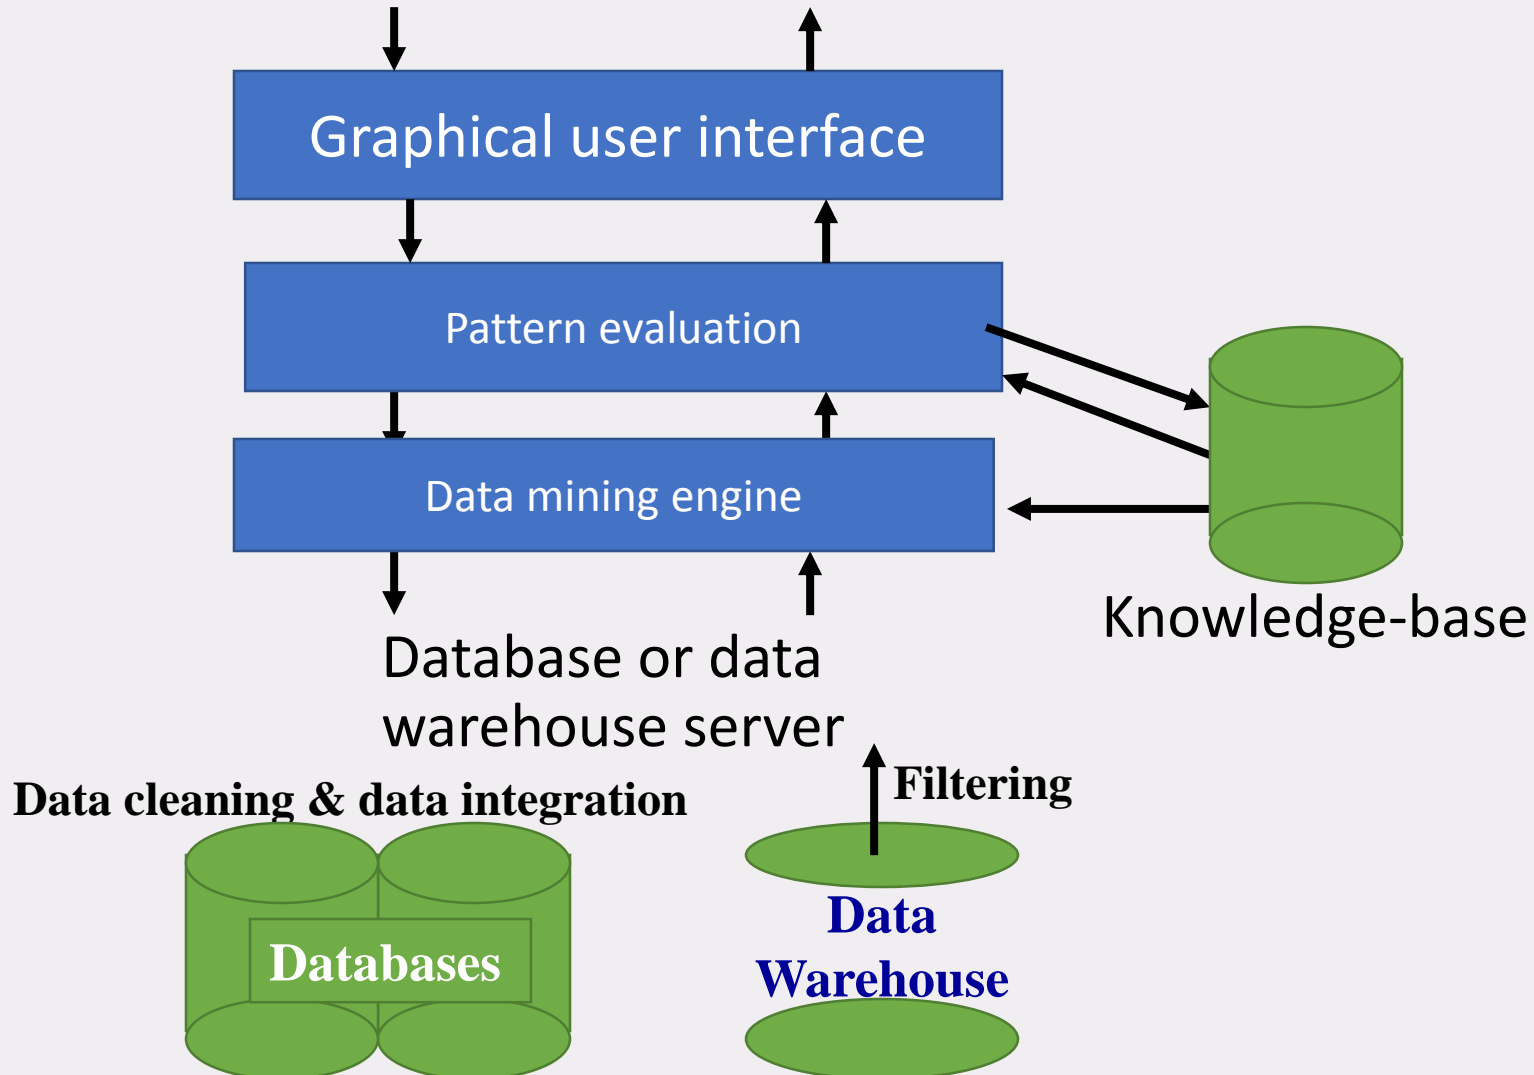 Graphical user interface
Pattern evaluation
Data mining engine
Knowledge-base
Database or data
warehouse server
Data cleaning & data integration
Filtering
Databases
Data
Warehouse